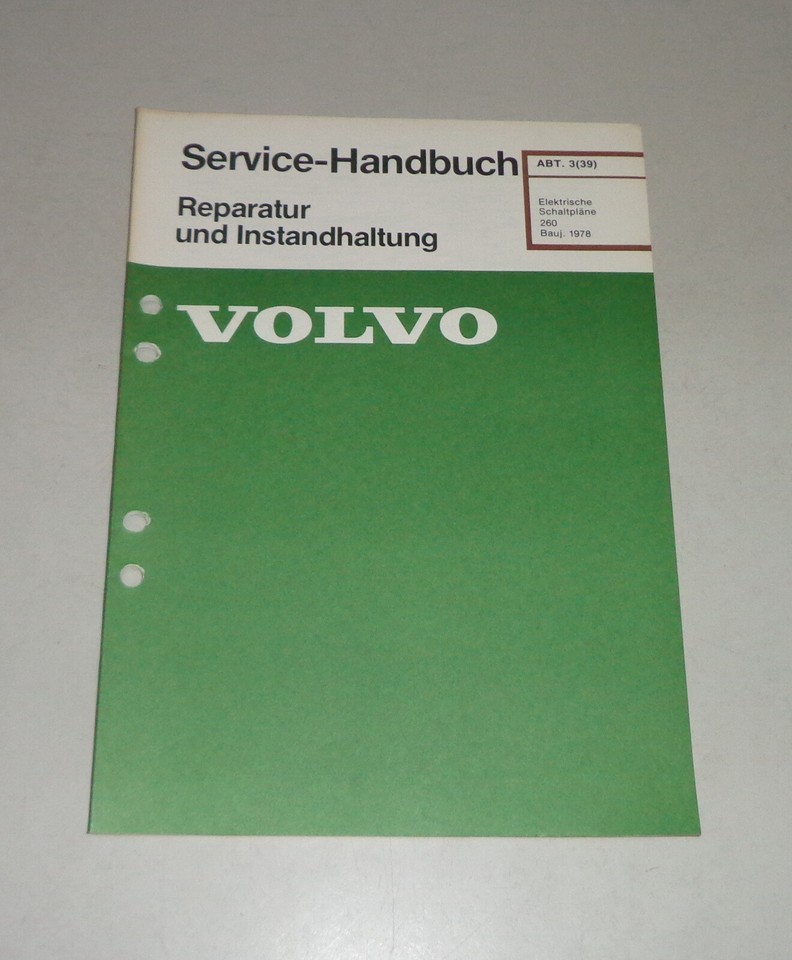 Service-Handbuch
Reparatur
und Instandhaltung
ABT. 3(39)
Elektrische
Schaltpläne
260
Bauj. 1978
VOLVO